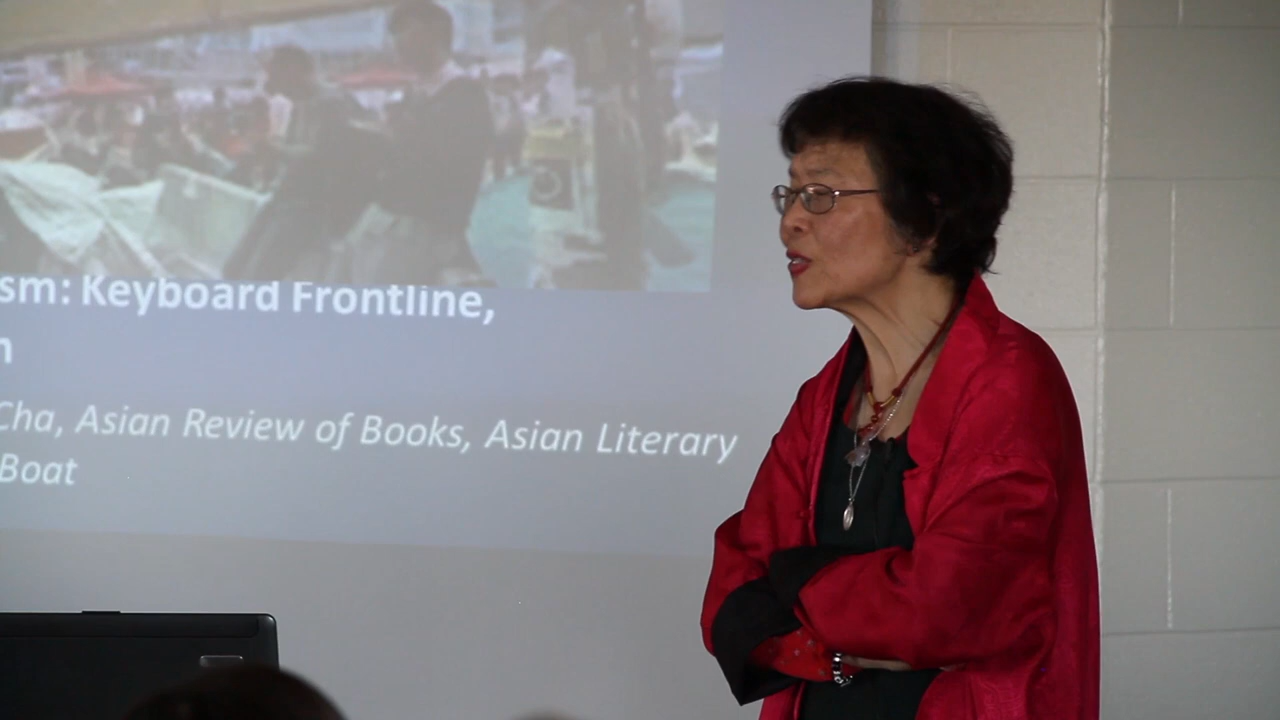 sm: Keyboard Frontline,
n
Cha, Asian Review of Books, Asian Literary
Boat